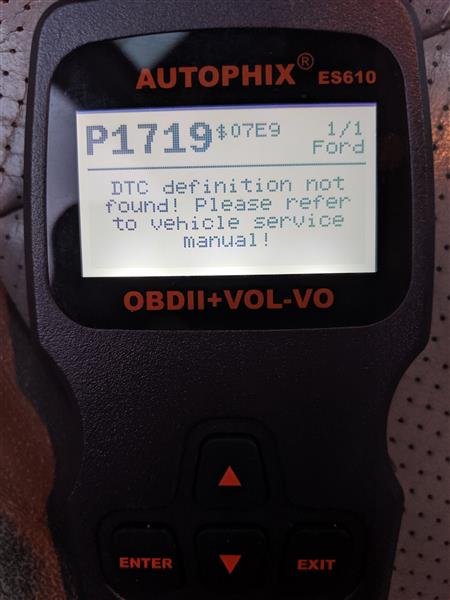 AUTOPHIX® ES610
P1719 $07E9 1/1
Ford
DTC definition not
found! Please refer
to vehicle service
manual!
OBDII+VOL-VO
▲
ENTER ▼ EXIT